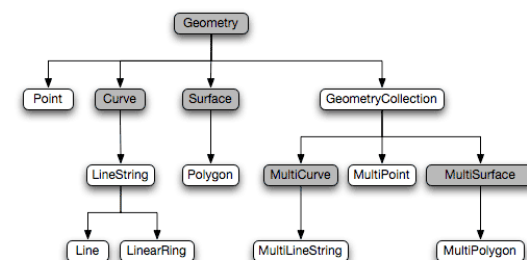 Geometry
Point Curve Surface GeometryCollection
LineString Polygon MultiCurve MultiPoint MultiSurface
Line LinearRing MultiLineString MultiPolygon